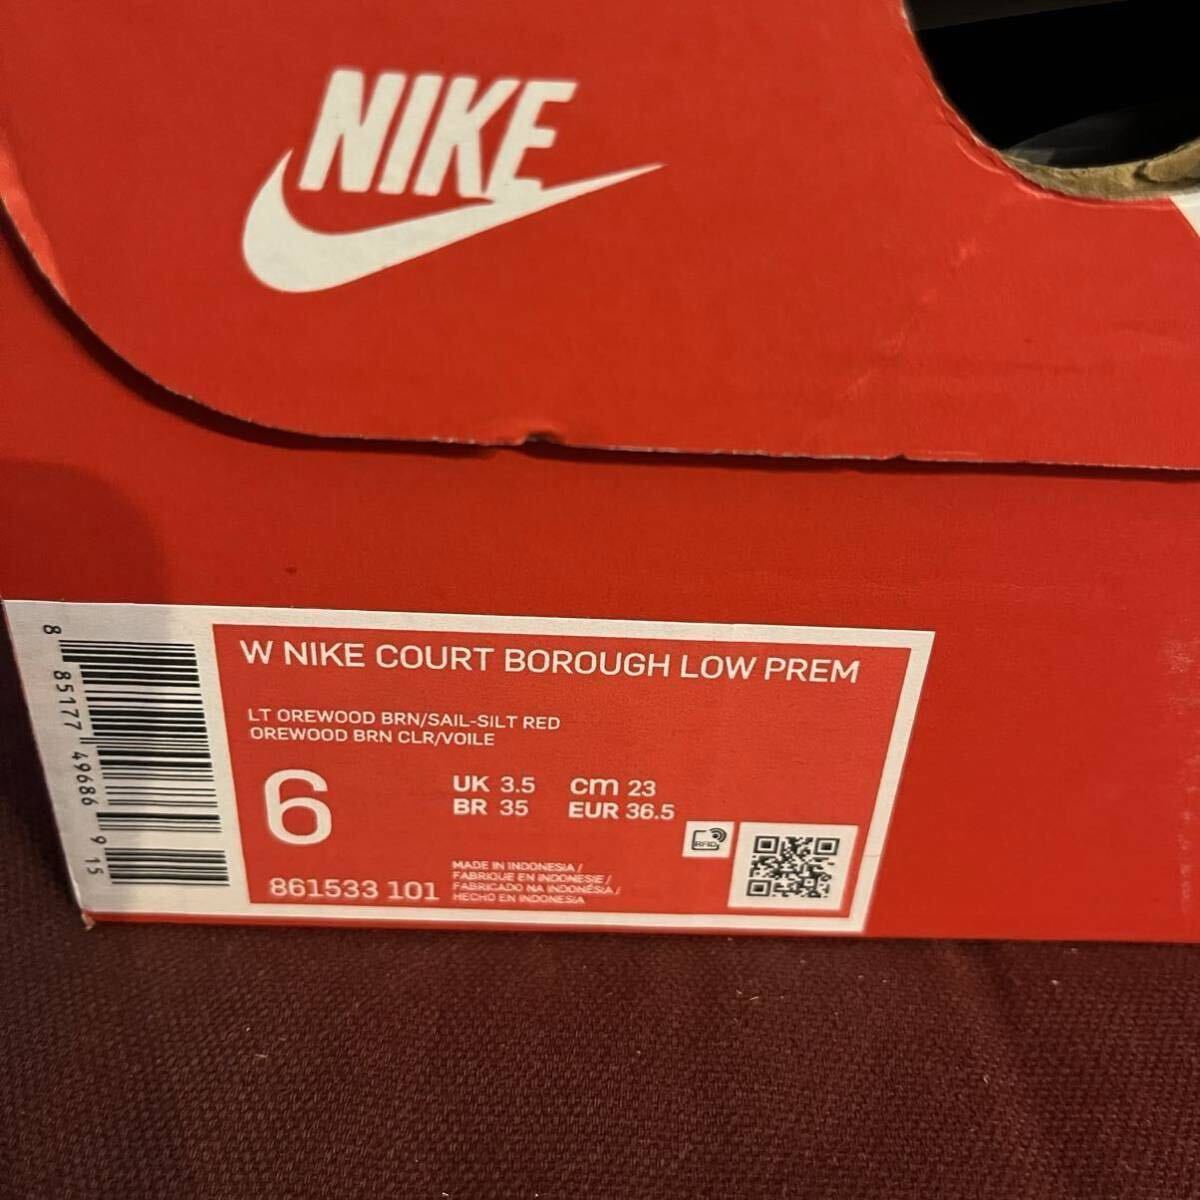 NIKE
W NIKE COURT BOROUGH LOW PREM
LT OREWOOD BRN/SAIL-SILT RED
OREWOOD BRN CLR/VOILE
6
UK 3.5 cm 23
BR 35 EUR 36.5
861533 101
MADE IN INDONESIA /
FABRIQUE EN INDONESIE /
FABRICADO NA INDONÉSIA /
HECHO EN INDONESIA
RFID
8 85177 49686 9 15